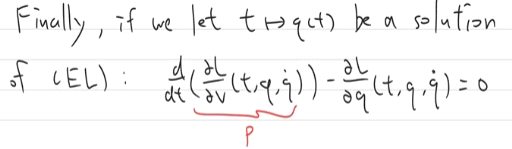 Finally, if we let t ↦ q(t) be a solution
of (EL): d/dt(∂L/∂v(t,q,q̇)) - ∂L/∂q(t,q,q̇) = 0
p